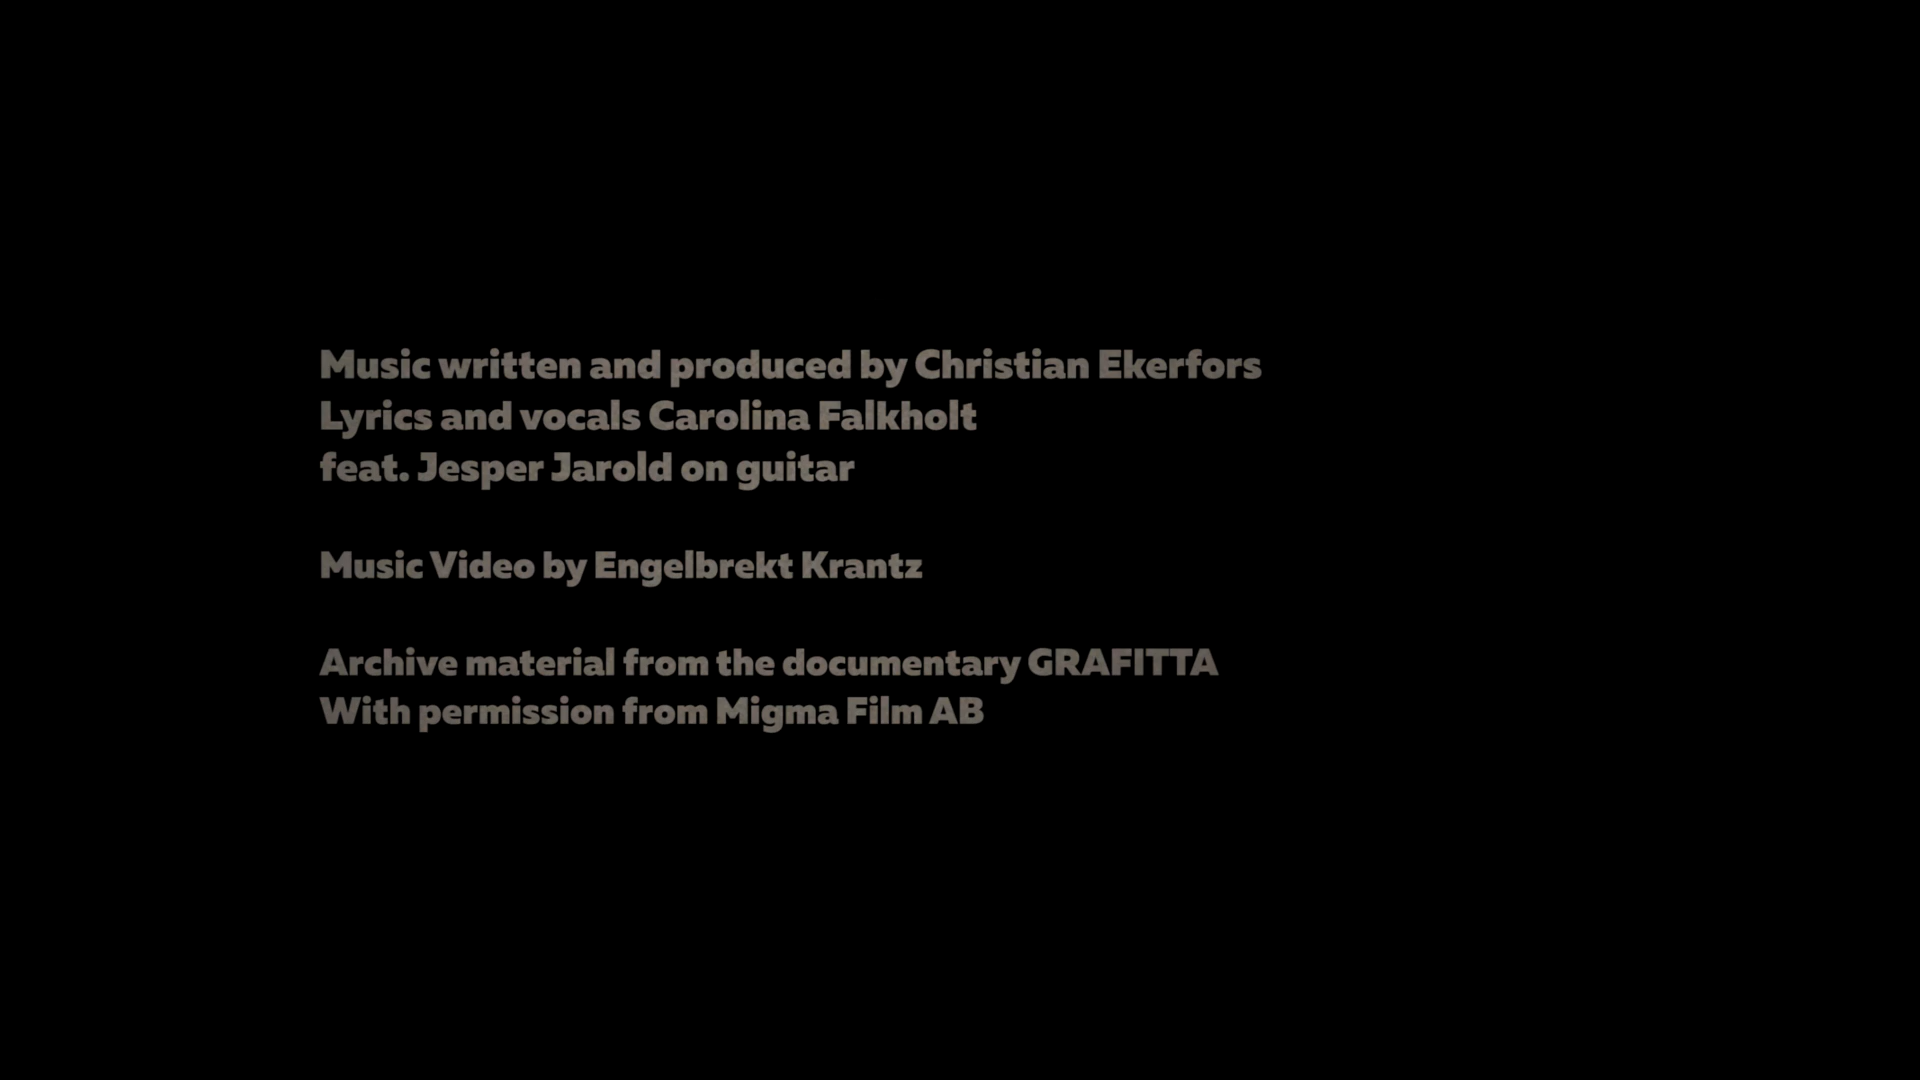 Music written and produced by Christian Ekerfors
Lyrics and vocals Carolina Falkholt
feat. Jesper Jarold on guitar
Music Video by Engelbrekt Krantz
Archive material from the documentary GRAFITTA
With permission from Migma Film AB